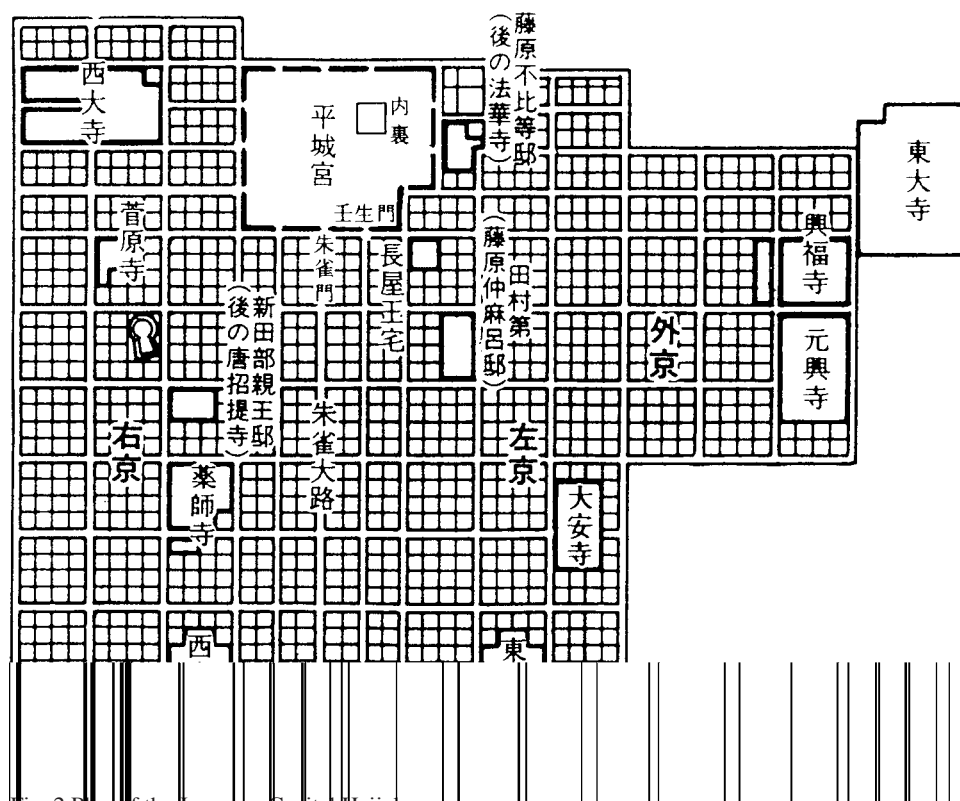 西大寺
菅原寺
右京
薬師寺
西
新田部親王邸
(後の唐招提寺)
平城宮
内裏
壬生門
朱雀門
朱雀大路
長屋王宅
藤原不比等邸
(後の法華寺)
田村第
(藤原仲麻呂邸)
左京
東
大安寺
外京
興福寺
元興寺
東大寺